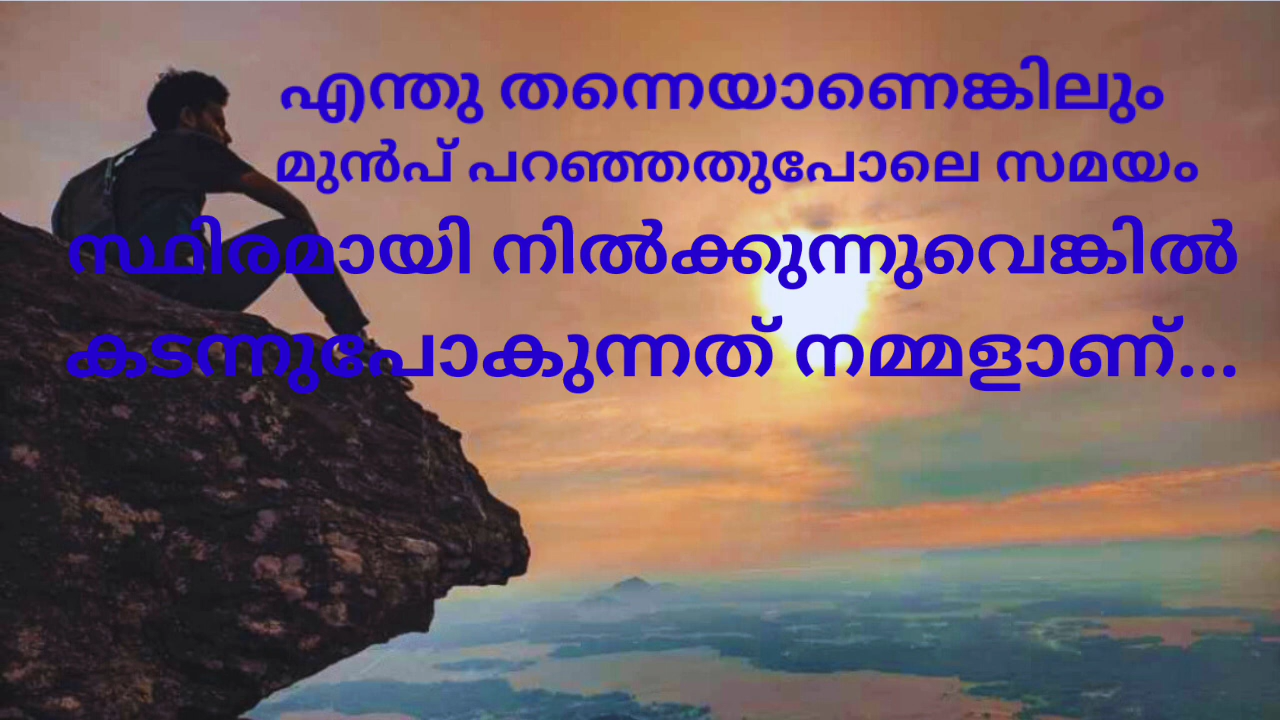 എന്തു തന്നെയാണെങ്കിലും
മുൻപ് പറഞ്ഞതുപോലെ സമയം
സ്ഥിരമായി നിൽക്കുന്നുവെങ്കിൽ
കടന്നുപോകുന്നത് നമ്മളാണ്...